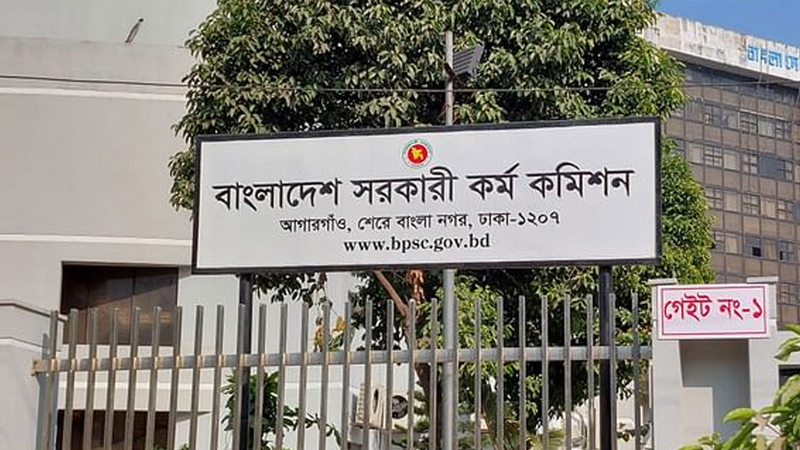 বাংলাদেশ সরকারী কর্ম কমিশন
আগারগাঁও, শেরে বাংলা নগর, ঢাকা-১২০৭
www.bpsc.gov.bd
গেইট নং-১
বাংলা